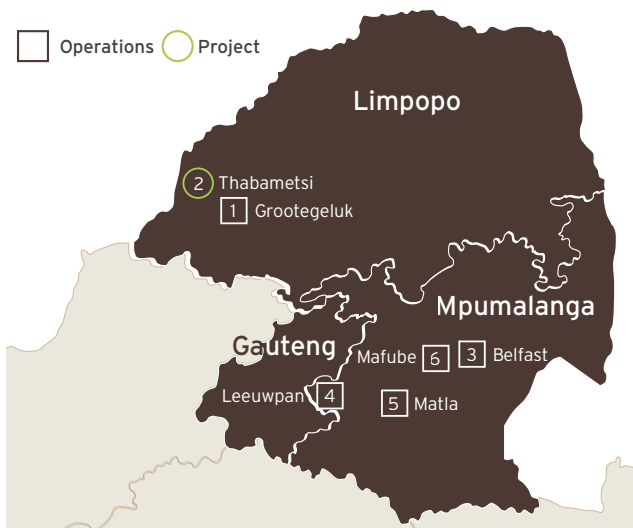 Operations Project
Limpopo
2 Thabametsi
1 Grootegeluk
Mpumalanga
Gauteng
Mafube 6 3 Belfast
Leeuwpan 4
5 Matla